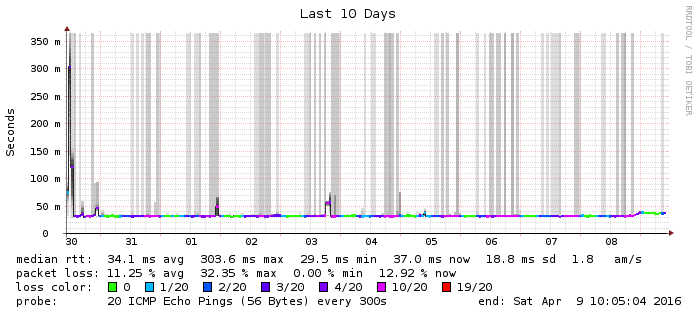 Last 10 Days
RRDTOOL / TOBI OETIKER
Seconds
350 m
300 m
250 m
200 m
150 m
100 m
50 m
0
30 31 01 02 03 04 05 06 07 08
median rtt: 34.1 ms avg 303.6 ms max 29.5 ms min 37.0 ms now 18.8 ms sd 1.8 am/s
packet loss: 11.25 % avg 32.35 % max 0.00 % min 12.92 % now
loss color: 0 1/20 2/20 3/20 4/20 10/20 19/20
probe: 20 ICMP Echo Pings (56 Bytes) every 300s end: Sat Apr 9 10:05:04 2016